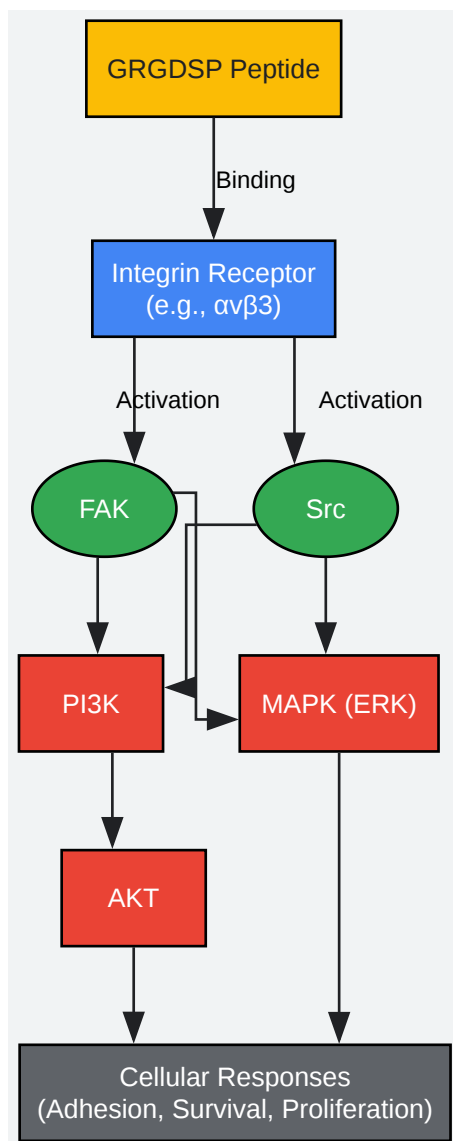 GRGDSP Peptide
Binding
Integrin Receptor
(e.g., αvβ3)
Activation
Activation
FAK
Src
PI3K
MAPK (ERK)
AKT
Cellular Responses
(Adhesion, Survival, Proliferation)